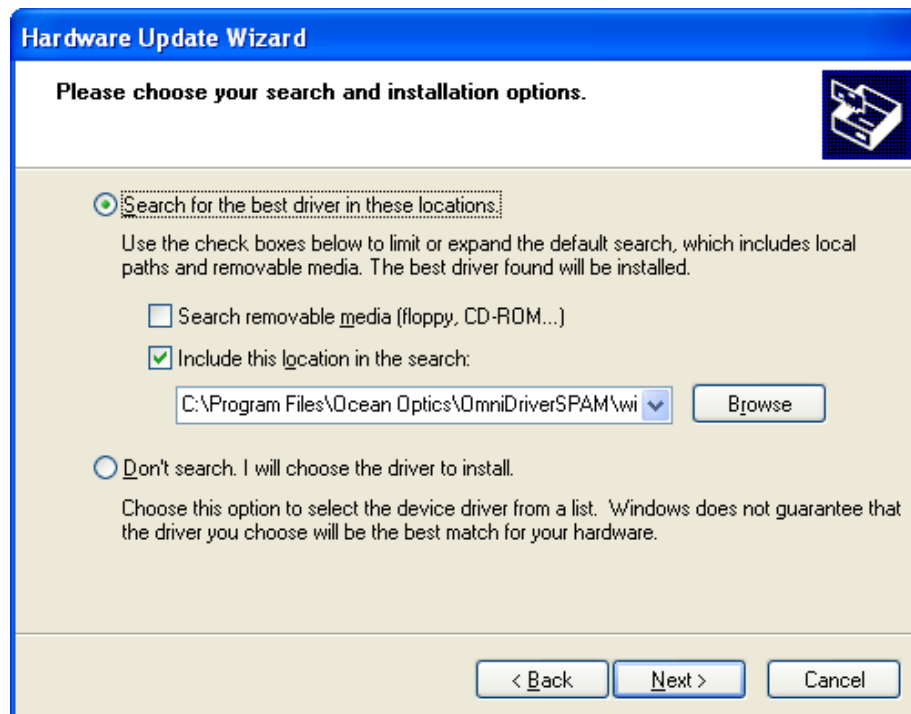 Hardware Update Wizard
Please choose your search and installation options.
Search for the best driver in these locations.
Use the check boxes below to limit or expand the default search, which includes local
paths and removable media. The best driver found will be installed.
Search removable media (floppy, CD-ROM...)
Include this location in the search:
C:\Program Files\Ocean Optics\OmniDriverSPAM\wi
Browse
Don't search. I will choose the driver to install.
Choose this option to select the device driver from a list. Windows does not guarantee that
the driver you choose will be the best match for your hardware.
< Back Next > Cancel